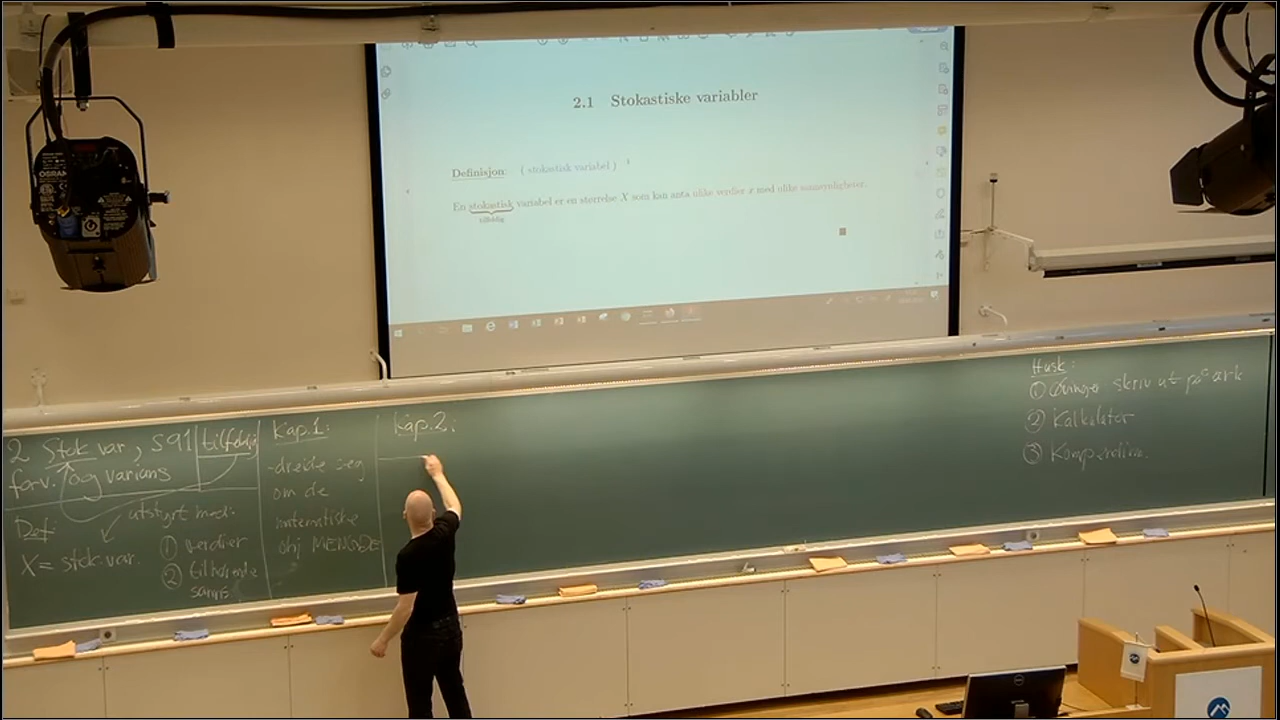 2.1 Stokastiske variabler
Definisjon: ( stokastisk variabel )
En stokastisk variabel er en størrelse X som kan anta ulike verdier x med ulike sannsynligheter.
tilfeldig
2 Stok var, S91
forv. og varians
tilfeldig
Def:
utstyrt med:
X = stok. var.
① verdier
② tilhørende
sanns.
Kap.1:
-dreide seg
om de
matematiske
obj MENGDE
Kap.2:
Husk:
① skriv ut på ark
② Kalkulator
③ Kompendium.
OSRAM
DELL